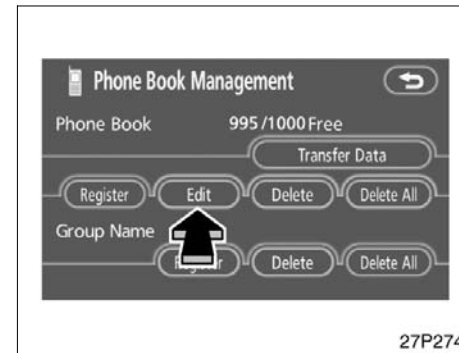 Phone Book Management
Phone Book 995/1000 Free
Transfer Data
Register Edit Delete Delete All
Group Name
Delete Delete All
27P274